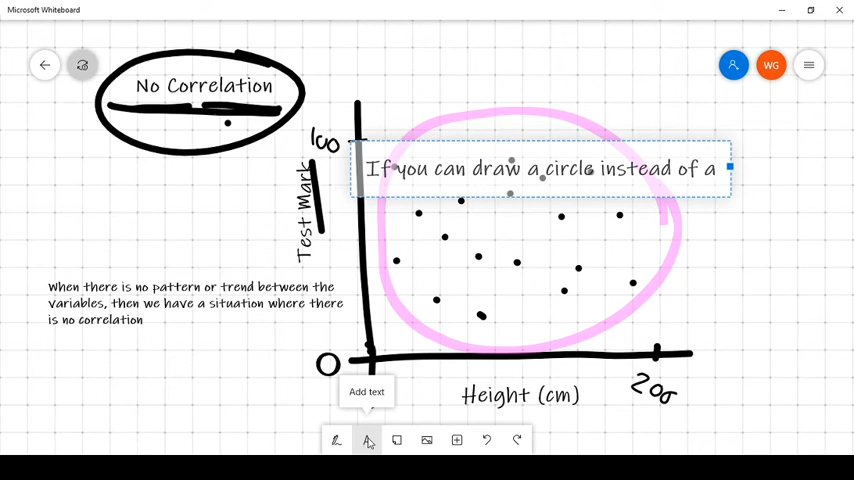 Microsoft Whiteboard
No Correlation
WG
100
If you can draw a circle instead of a
Test Mark
When there is no pattern or trend between the
variables, then we have a situation where there
is no correlation
0
200
Height (cm)
Add text